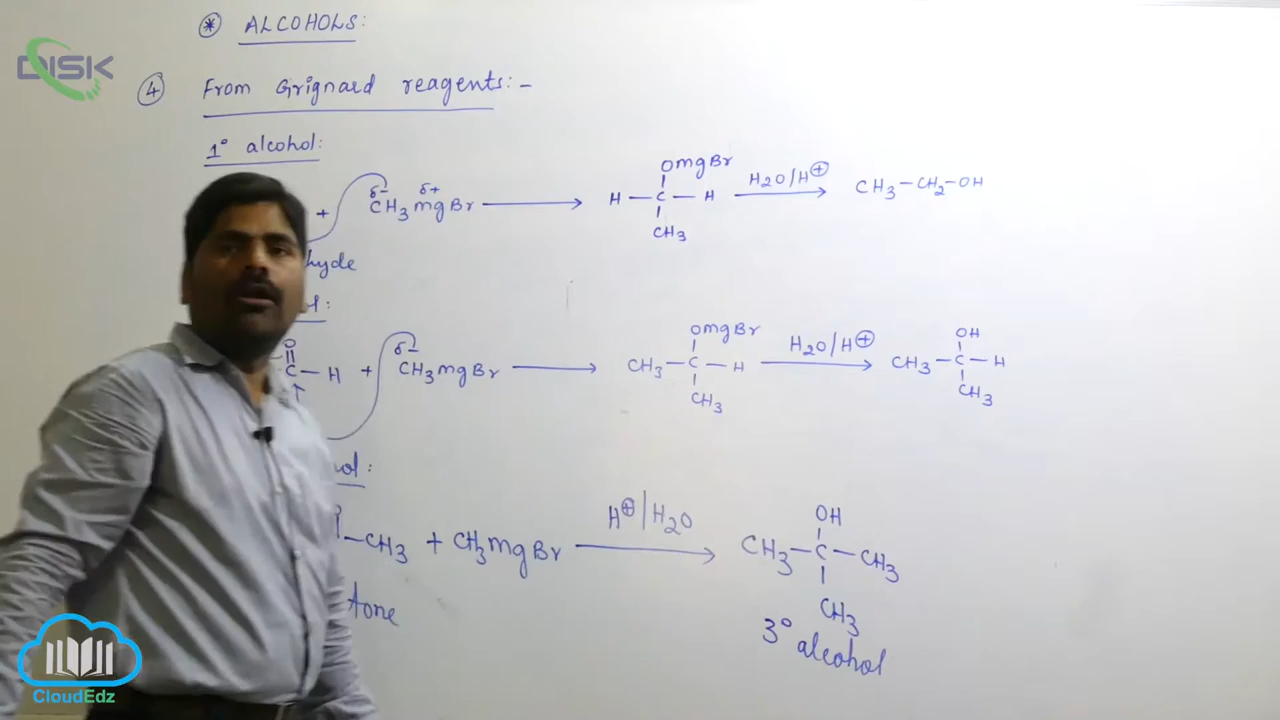 DISK
* ALCOHOLS:
4 From Grignard reagents:-
1° alcohol:
+ δ- CH3 δ+ mgBr → H-C-H H2O/H⊕ → CH3-CH2-OH
OmgBr
CH3
hyde
ol:
O
C-H + δ- CH3mgBr → CH3-C-H H2O/H⊕ → CH3-C-H
OmgBr OH
CH3 CH3
ol:
-CH3 + CH3mgBr H⊕/H2O → CH3-C-CH3
OH
CH3
tone
3° alcohol
CloudEdz